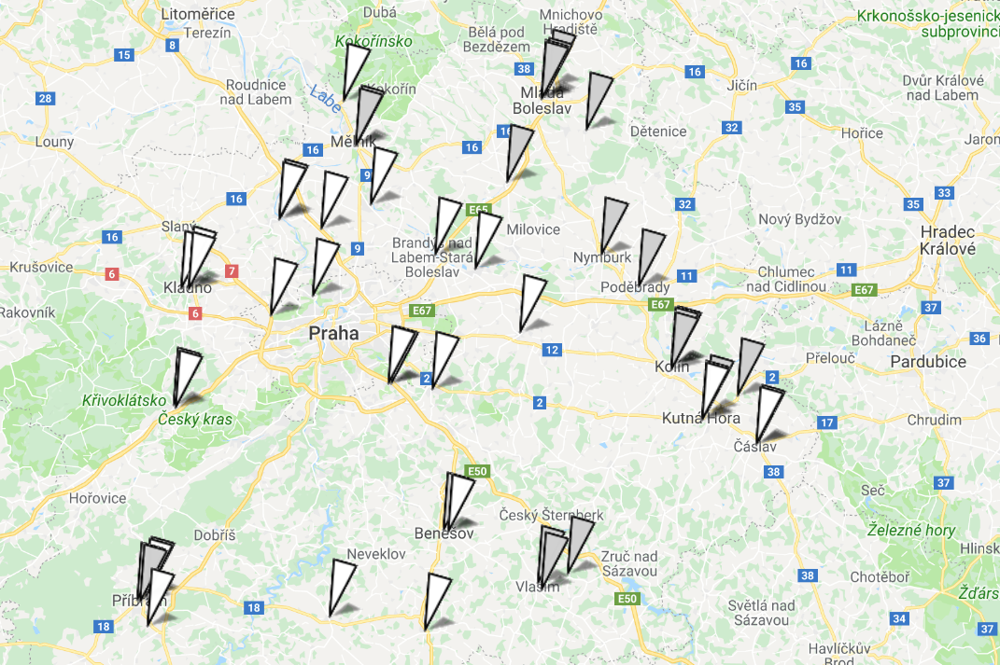 Litoměřice
Dubá
Mnichovo
Hradiště
Krkonošsko-jesenick
subprovinci
Terezín
Kokořínsko
Bělá pod
Bezdězem
8
15
38
16
16
Jičín
Dvůr Králové
nad Labem
Roudnice
nad Labem
Labe
Kokořín
28
Mladá
Boleslav
35
32
Hořice
Jaron
Louny
Mělník
16
16
16
Dětenice
9
16
32
33
35
Slaný
E65
Milovice
Nový Bydžov
Hradec
Králové
16
9
Brandýs nad
Labem-Stará
Boleslav
Nymburk
Krušovice
6
7
Kladno
Poděbrady
11
Chlumec
nad Cidlinou
11
E67
Rakovník
6
E67
E67
37
Praha
Lázně
Bohdaneč
36
12
Kolín
Přelouč
Pardubice
2
2
Křivoklátsko
Český kras
2
Kutná Hora
17
Chrudim
Čáslav
38
E50
37
Hořovice
Seč
Český Šternberk
Benešov
Železné hory
Dobříš
Neveklov
Zruč nad
Sázavou
Hlinsk
Vlašim
38
Chotěboř
Příbram
18
E50
Žďárs
18
Světlá nad
Sázavou
34
37
Havlíčkův
Brod